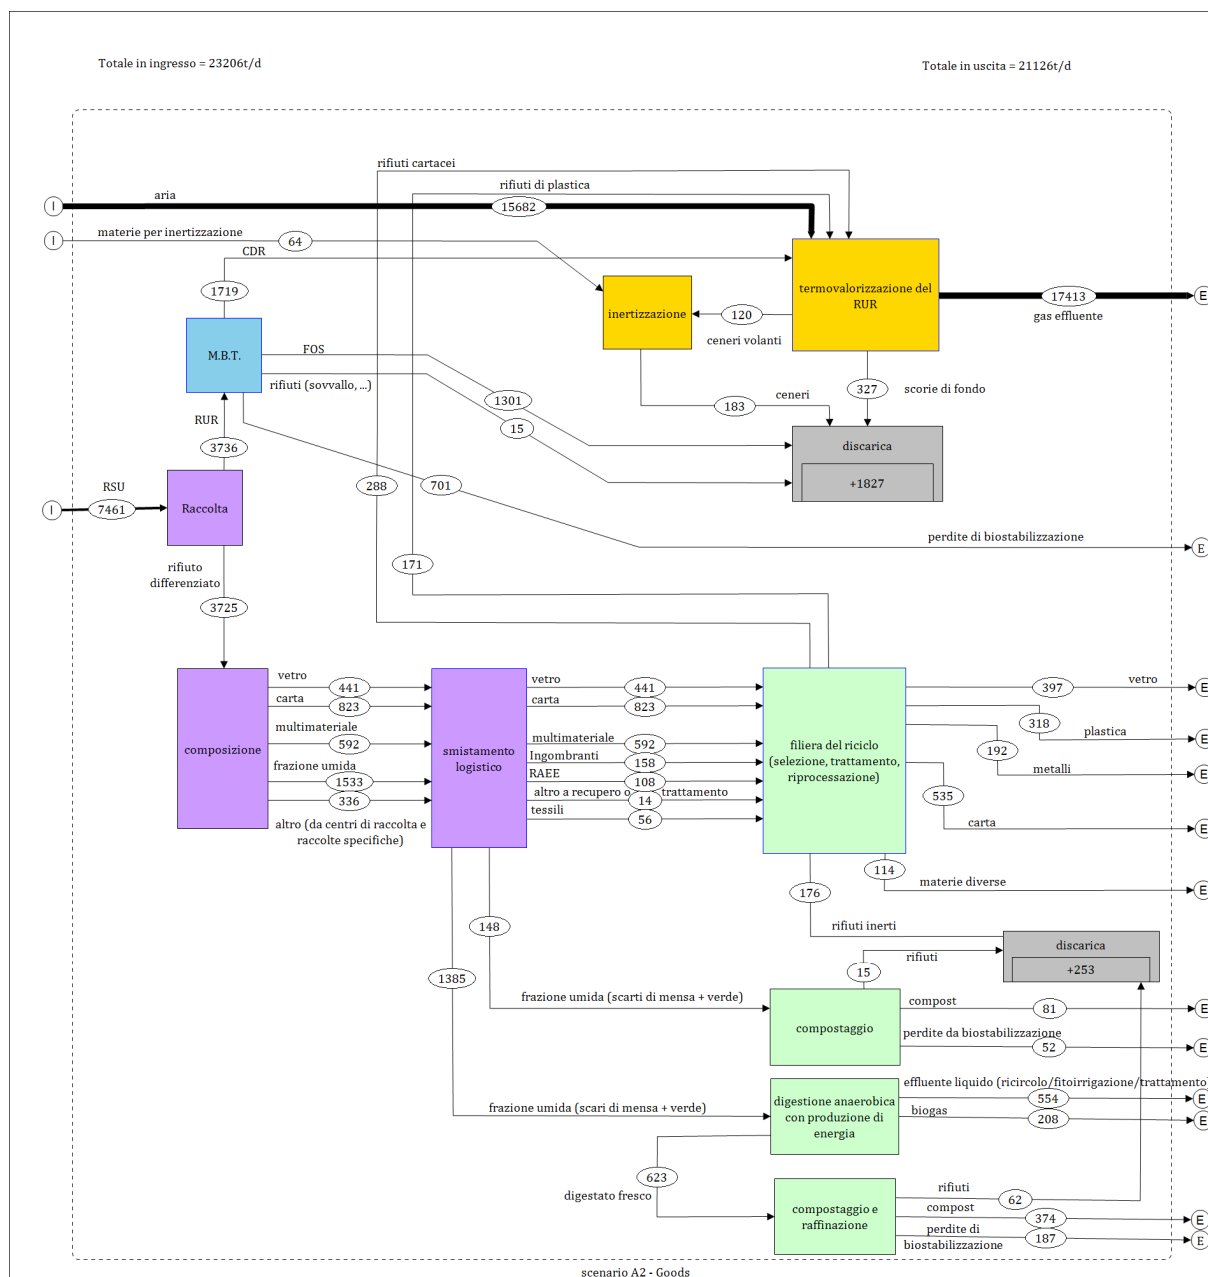 Totale in ingresso = 23206t/d
Totale in uscita = 21126t/d
rifiuti cartacei
rifiuti di plastica
aria
I
15682
I
materie per inertizzazione
64
CDR
1719
termovalorizzazione del
RUR
17413
E
gas effluente
inertizzazione
120
ceneri volanti
M.B.T.
FOS
rifiuti (sovvallo, ...)
1301
15
327
scorie di fondo
ceneri
183
RUR
3736
discarica
+1827
288
701
RSU
I
7461
Raccolta
perdite di biostabilizzazione
E
171
rifiuto
differenziato
3725
composizione
vetro
441
carta
823
multimateriale
592
frazione umida
1533
336
altro (da centri di raccolta e
raccolte specifiche)
smistamento
logistico
vetro
441
carta
823
multimateriale
592
Ingombranti
158
RAEE
108
altro a recupero o
14
trattamento
tessili
56
filiera del riciclo
(selezione, trattamento,
riprocessazione)
397
vetro
E
318
plastica
E
192
metalli
E
535
carta
E
114
materie diverse
E
176
rifiuti inerti
discarica
+253
148
1385
rifiuti
15
frazione umida (scarti di mensa + verde)
compostaggio
compost
81
E
perdite da biostabilizzazione
52
E
effluente liquido (ricircolo/fitoirrigazione/trattamento)
554
E
frazione umida (scari di mensa + verde)
digestione anaerobica
con produzione di
energia
biogas
208
E
623
digestato fresco
compostaggio e
raffinazione
rifiuti
62
compost
374
E
perdite di
biostabilizzazione
187
E
scenario A2 - Goods